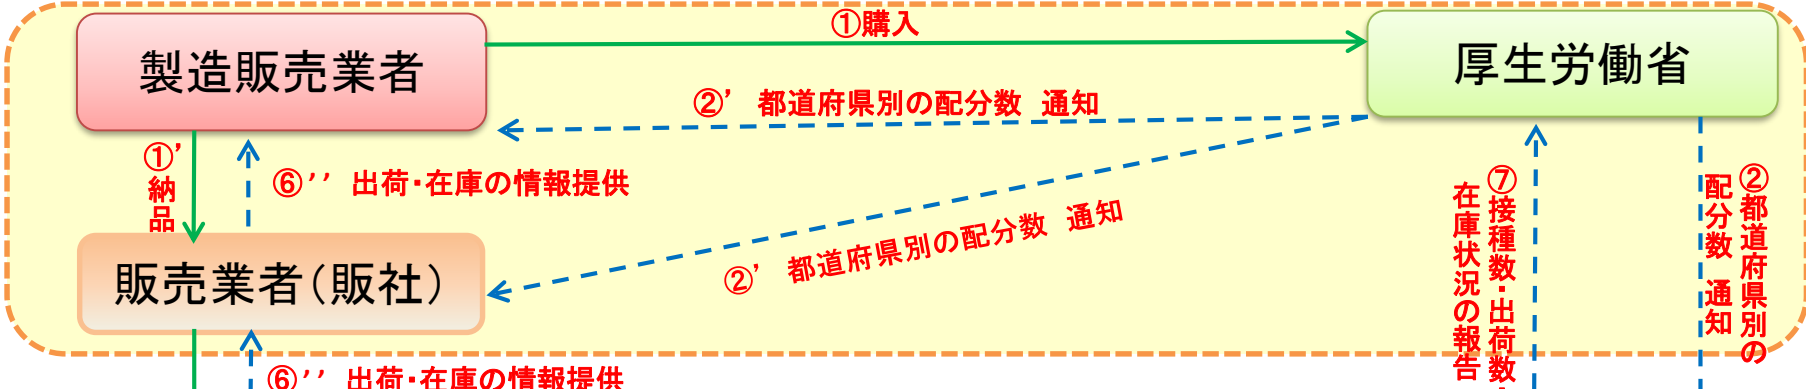 ①購入
製造販売業者
厚生労働省
②’ 都道府県別の配分数 通知
①’納品
⑥’’ 出荷・在庫の情報提供
②’ 都道府県別の配分数 通知
販売業者(販社)
②都道府県別の
配分数 通知
⑦接種数・出荷数・
在庫状況の報告
⑥’’ 出荷・在庫の情報提供